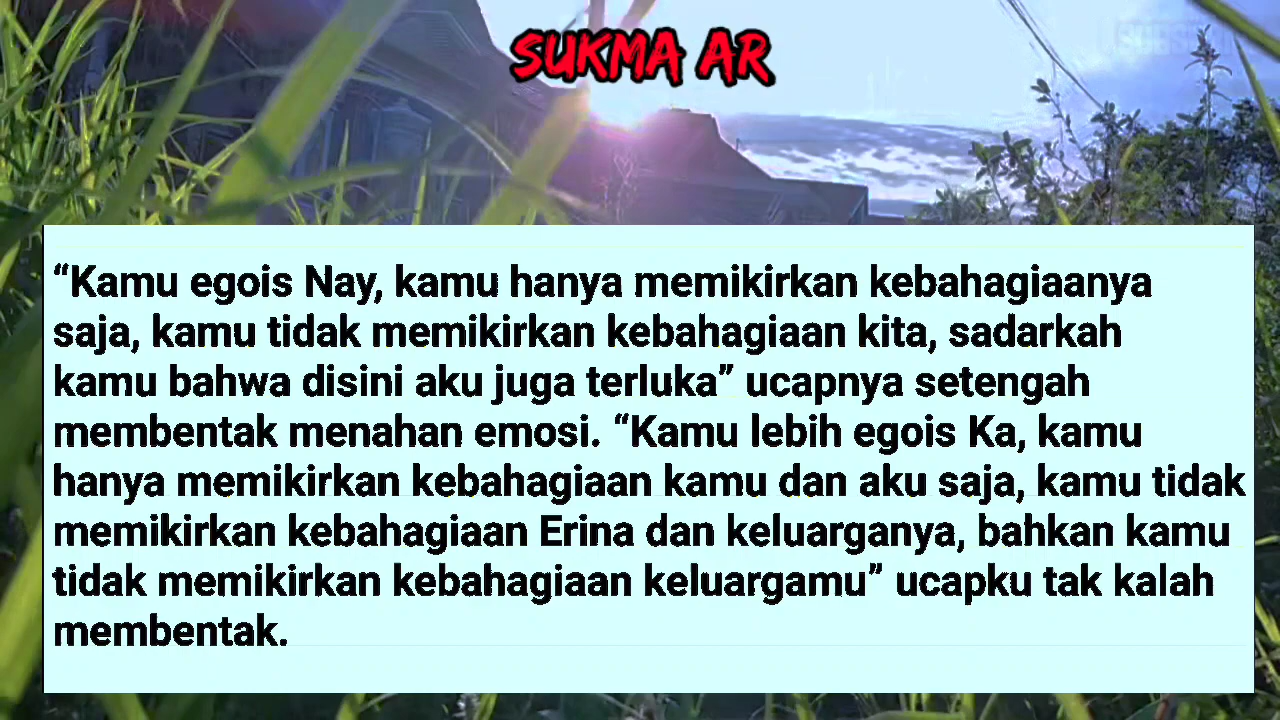 SUKMA AR
“Kamu egois Nay, kamu hanya memikirkan kebahagiaanya
saja, kamu tidak memikirkan kebahagiaan kita, sadarkah
kamu bahwa disini aku juga terluka” ucapnya setengah
membentak menahan emosi. “Kamu lebih egois Ka, kamu
hanya memikirkan kebahagiaan kamu dan aku saja, kamu tidak
memikirkan kebahagiaan Erina dan keluarganya, bahkan kamu
tidak memikirkan kebahagiaan keluargamu” ucapku tak kalah
membentak.